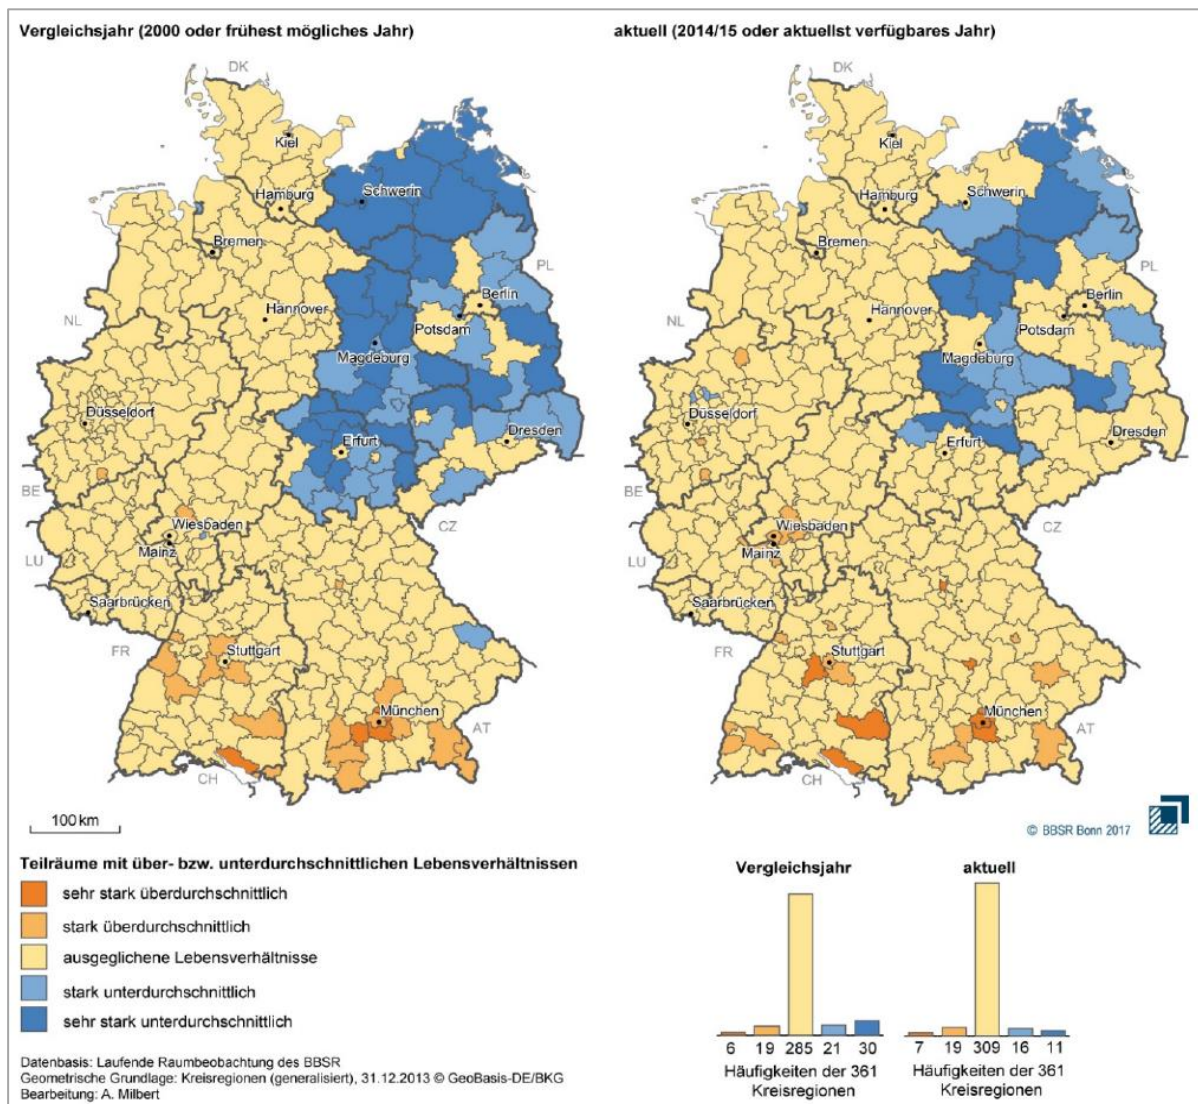 Vergleichsjahr (2000 oder frühest mögliches Jahr)
DK
Kiel
Schwerin
Hamburg
Bremen
PL
Berlin
Hannover
NL
Potsdam
Magdeburg
Düsseldorf
Dresden
Erfurt
BE
Wiesbaden
CZ
Mainz
LU
Saarbrücken
FR
Stuttgart
München
AT
CH
100 km
aktuell (2014/15 oder aktuellst verfügbares Jahr)
DK
Kiel
Schwerin
Hamburg
Bremen
PL
Berlin
Hannover
NL
Potsdam
Magdeburg
Düsseldorf
Dresden
Erfurt
BE
Wiesbaden
CZ
Mainz
LU
Saarbrücken
FR
Stuttgart
München
AT
CH
© BBSR Bonn 2017
Teilräume mit über- bzw. unterdurchschnittlichen Lebensverhältnissen
sehr stark überdurchschnittlich
stark überdurchschnittlich
ausgeglichene Lebensverhältnisse
stark unterdurchschnittlich
sehr stark unterdurchschnittlich
Vergleichsjahr
6 19 285 21 30
Häufigkeiten der 361
Kreisregionen
aktuell
7 19 309 16 11
Häufigkeiten der 361
Kreisregionen
Datenbasis: Laufende Raumbeobachtung des BBSR
Geometrische Grundlage: Kreisregionen (generalisiert), 31.12.2013 © GeoBasis-DE/BKG
Bearbeitung: A. Milbert